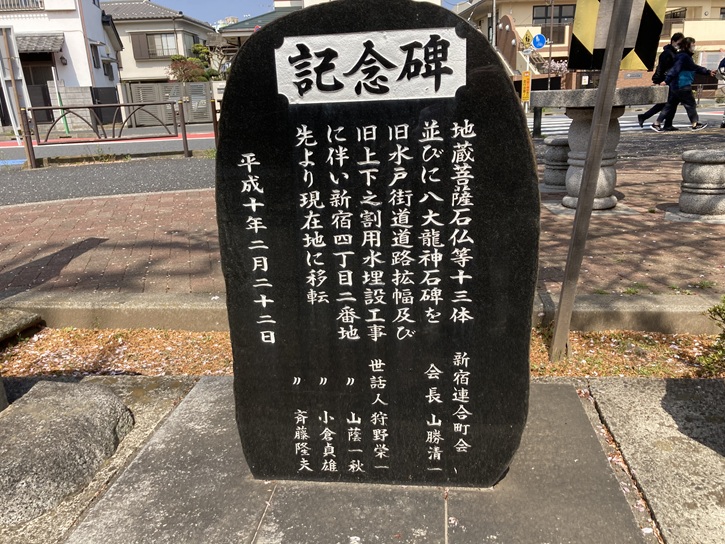 記念碑
地蔵菩薩石仏等十三体
並びに八大龍神石碑を
旧水戸街道道路拡幅及び
旧上下之割用水埋設工事
に伴い新宿四丁目二番地
先より現在地に移転
平成十年二月二十二日
新宿連合町会
会長 山勝清一
世話人 狩野栄一
〃 山蔭一秋
〃 小倉貞雄
〃 斉藤隆夫